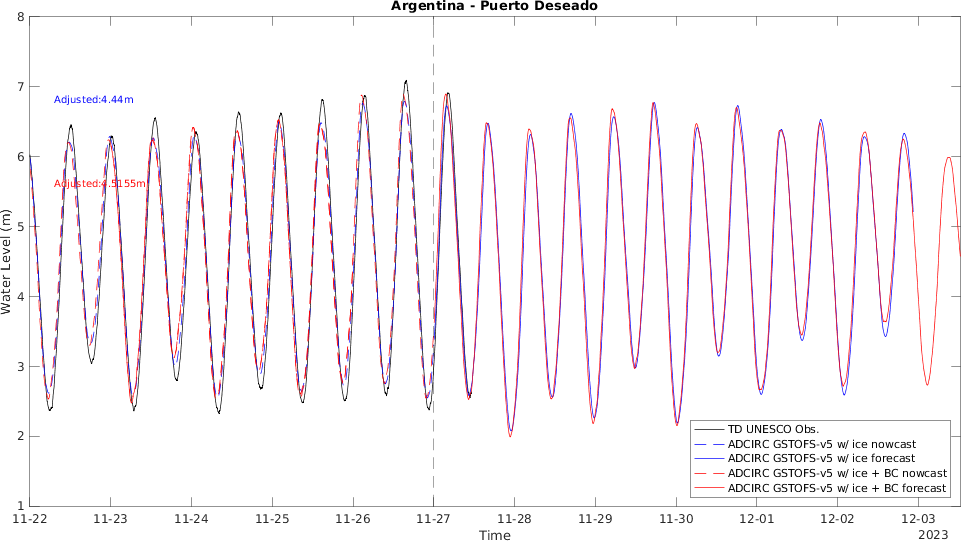 Argentina - Puerto Deseado
8
7
6
5
4
3
2
1
Water Level (m)
Adjusted:4.44m
Adjusted:4.5155m
TD UNESCO Obs.
ADCIRC GSTOFS-v5 w/ ice nowcast
ADCIRC GSTOFS-v5 w/ ice forecast
ADCIRC GSTOFS-v5 w/ ice + BC nowcast
ADCIRC GSTOFS-v5 w/ ice + BC forecast
11-22 11-23 11-24 11-25 11-26 11-27 11-28 11-29 11-30 12-01 12-02 12-03
Time
2023